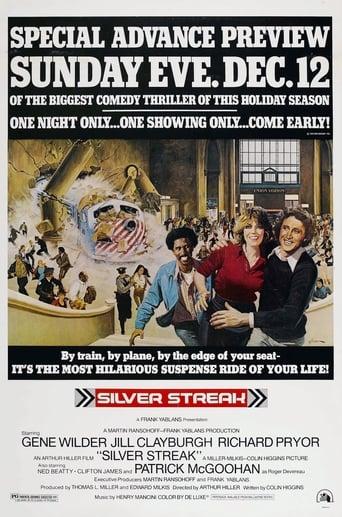 SPECIAL ADVANCE PREVIEW
SUNDAY EVE. DEC. 12
OF THE BIGGEST COMEDY THRILLER OF THIS HOLIDAY SEASON
ONE NIGHT ONLY...ONE SHOWING ONLY...COME EARLY!
UNION STATION
By train, by plane, by the edge of your seat-
IT'S THE MOST HILARIOUS SUSPENSE RIDE OF YOUR LIFE!
SILVER STREAK
A FRANK YABLANS Presentation
A MARTIN RANSOHOFF-FRANK YABLANS PRODUCTION
Starring
GENE WILDER JILL CLAYBURGH RICHARD PRYOR
AN ARTHUR HILLER FILM "SILVER STREAK" A MILLER-MILKIS-COLIN HIGGINS PICTURE
Also starring
NED BEATTY · CLIFTON JAMES and PATRICK McGOOHAN as Roger Devereau
Executive Producers MARTIN RANSOHOFF and FRANK YABLANS
Produced by THOMAS L. MILLER and EDWARD MILKIS Directed by ARTHUR HILLER Written by COLIN HIGGINS
PG
Music by HENRY MANCINI COLOR BY DE LUXE®